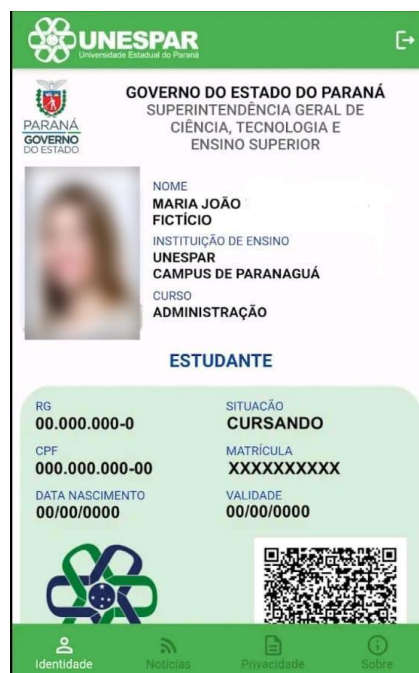 UNESPAR
Universidade Estadual do Paraná
PARANÁ
GOVERNO
DO ESTADO
GOVERNO DO ESTADO DO PARANÁ
SUPERINTENDÊNCIA GERAL DE
CIÊNCIA, TECNOLOGIA E
ENSINO SUPERIOR
NOME
MARIA JOÃO
FICTÍCIO
INSTITUIÇÃO DE ENSINO
UNESPAR
CAMPUS DE PARANAGUÁ
CURSO
ADMINISTRAÇÃO
ESTUDANTE
RG
00.000.000-0
SITUACÃO
CURSANDO
CPF
000.000.000-00
MATRÍCULA
XXXXXXXXXX
DATA NASCIMENTO
00/00/0000
VALIDADE
00/00/0000
Identidade
Notícias
Privacidade
Sobre